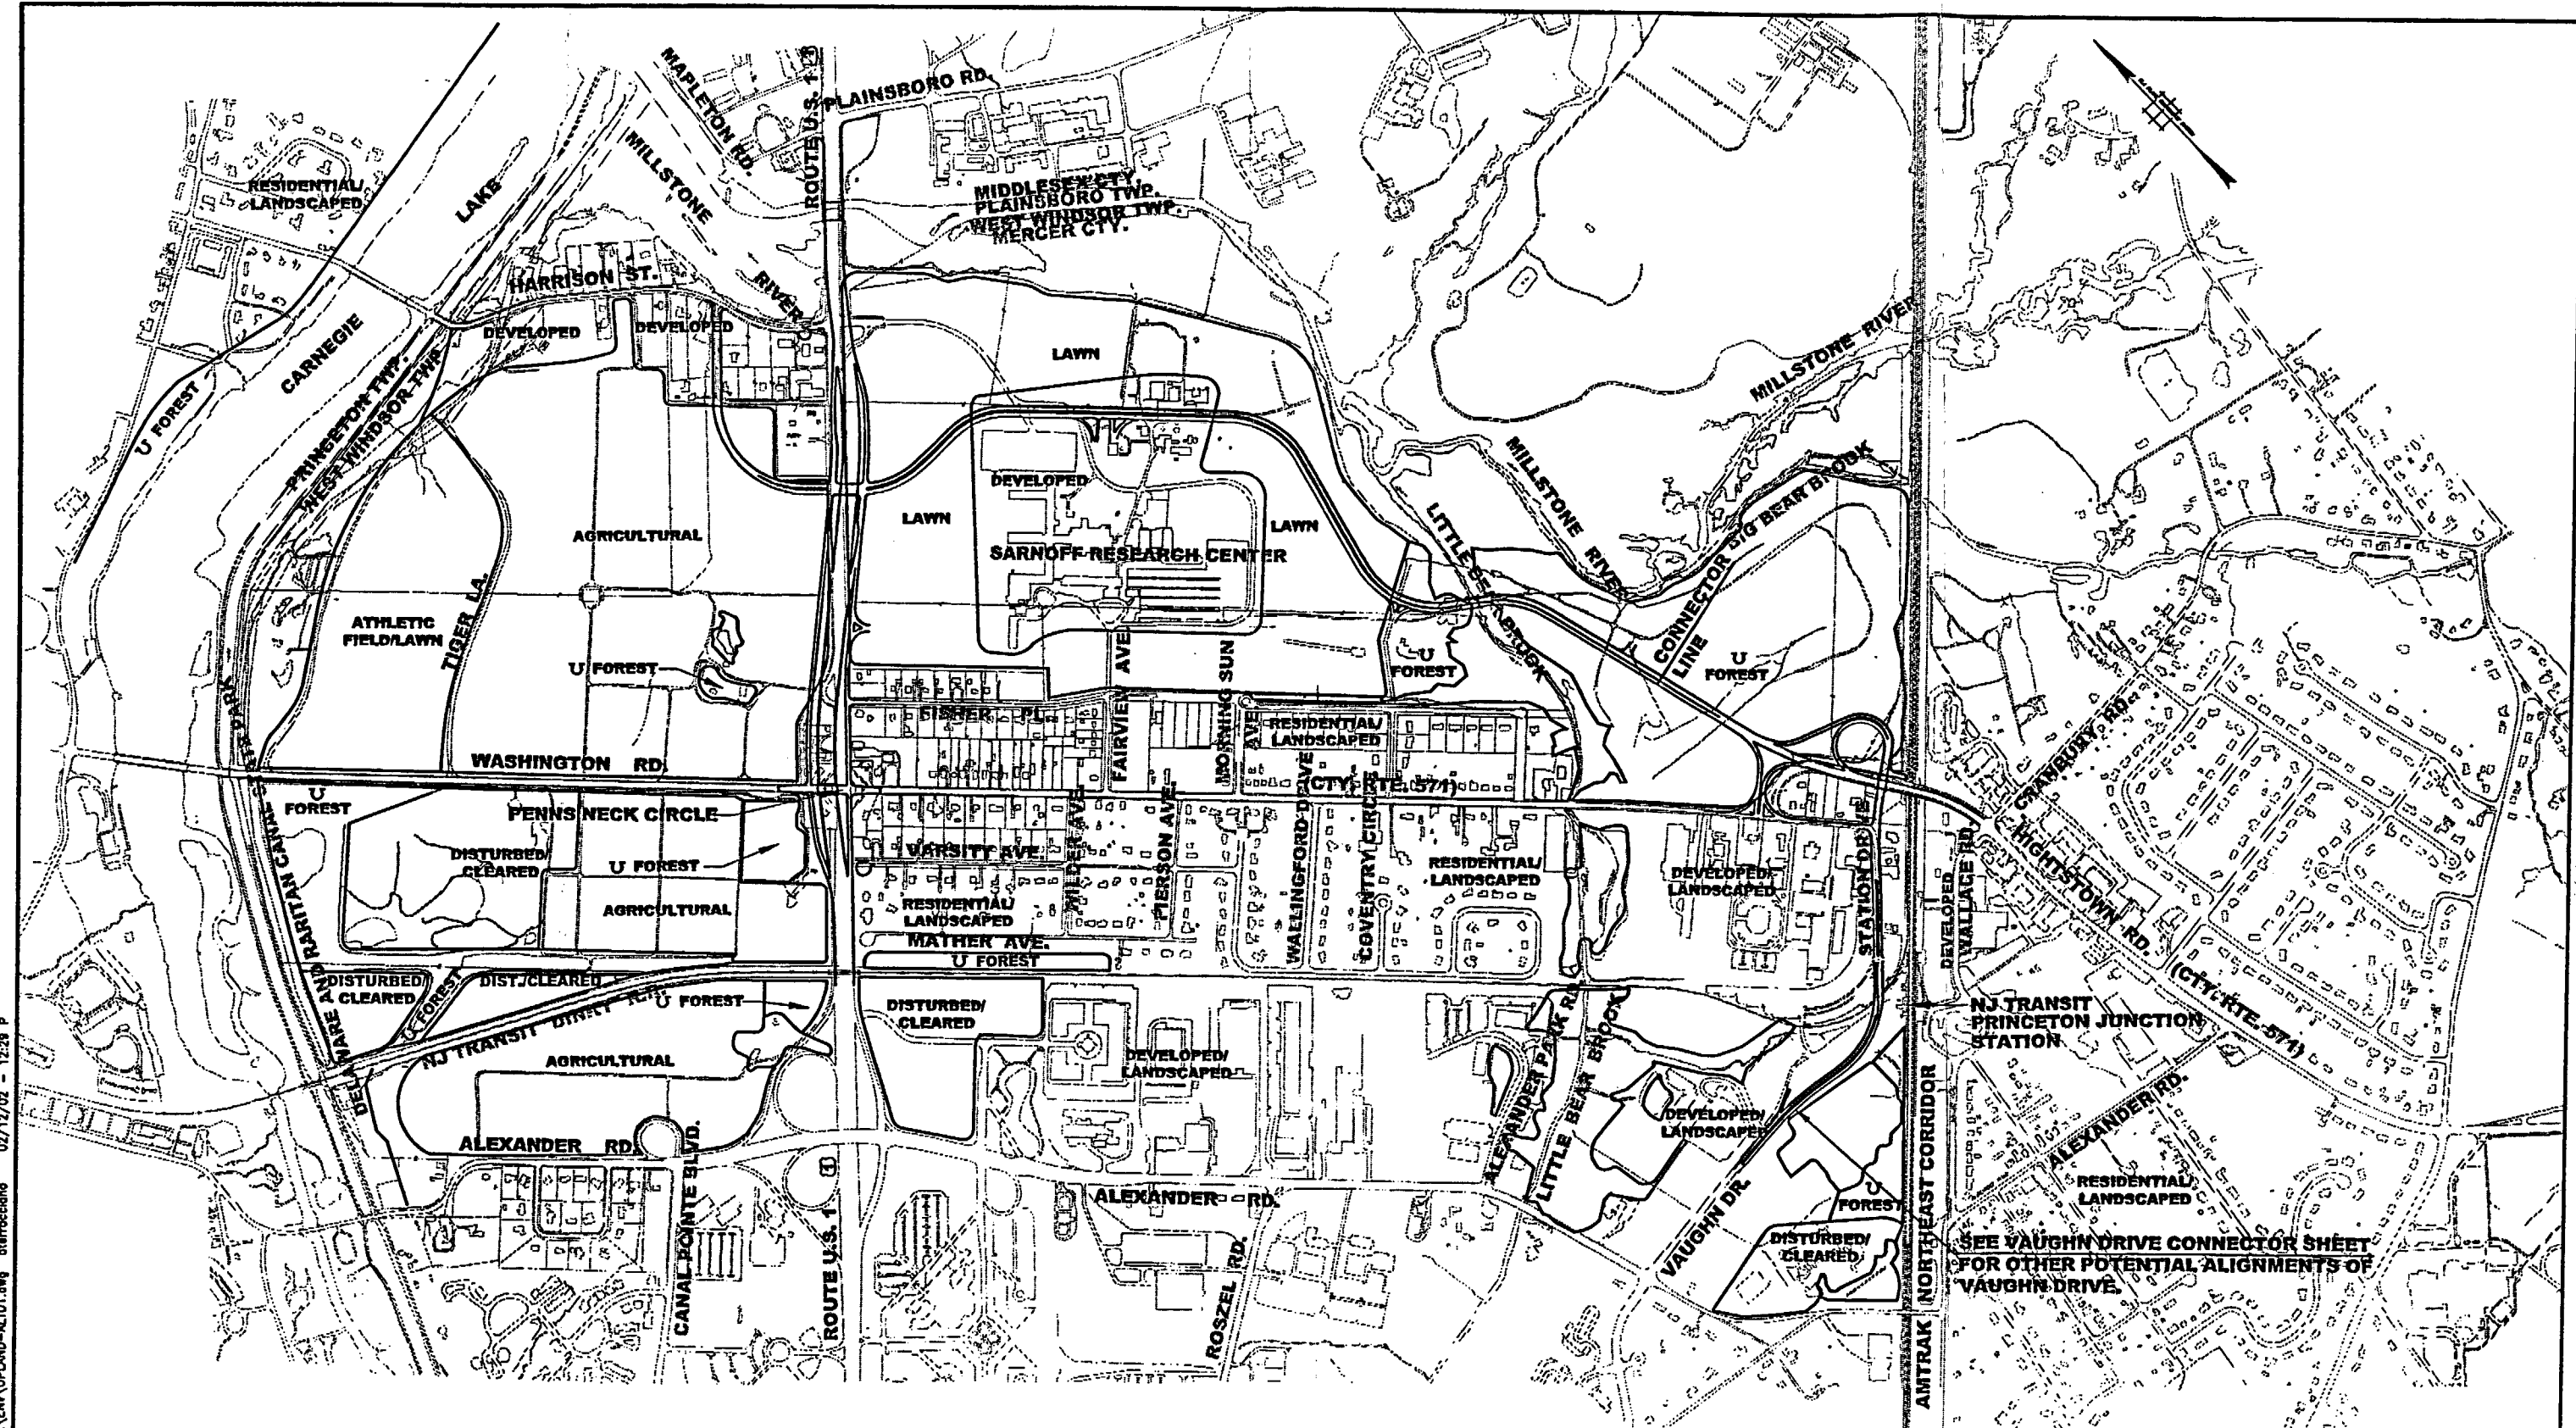 MAPLETON RD.
ROUTE U.S. 1
PLAINSBORO RD.
RESIDENTIAL/
LANDSCAPED
LAKE
MILLSTONE
RIVER
MIDDLESEX CTY.
PLAINSBORO TWP.
WEST WINDSOR TWP.
MERCER CTY.
HARRISON ST.
DEVELOPED
DEVELOPED
CARNEGIE
LAWN
U FOREST
PRINCETON TWP.
WEST WINDSOR TWP.
MILLSTONE RIVER
DEVELOPED
LAWN
LAWN
MILLSTONE RIVER
BIG BEAR BROOK
AGRICULTURAL
SARNOFF RESEARCH CENTER
LITTLE BEAR BROOK
CONNECTOR
LINE
TIGER LA.
ATHLETIC
FIELD/LAWN
U FOREST
U
FOREST
U
FOREST
FAIRVIEW AVE.
MORNING SUN
AVE
FISHER PL.
RESIDENTIAL/
LANDSCAPED
CRANBURY RD.
WASHINGTON RD.
(CTY. RTE. 571)
U
FOREST
PENNS NECK CIRCLE
DELAWARE AND RARITAN CANAL STATE PARK
DISTURBED/
CLEARED
U FOREST
VARSITY AVE.
WILDER AVE.
PIERSON AVE.
WALLINGFORD DRIVE
COVENTRY CIRCLE
RESIDENTIAL/
LANDSCAPED
DEVELOPED/
LANDSCAPED
STATION DR.
DEVELOPED
WALLACE RD
HIGHTSTOWN RD.
(CTY. RTE. 571)
AGRICULTURAL
RESIDENTIAL/
LANDSCAPED
MATHER AVE.
U FOREST
DISTURBED/
CLEARED
U FOREST
DIST./CLEARED
NJ TRANSIT DINKY R.R.
U FOREST
DISTURBED/
CLEARED
NJ TRANSIT
PRINCETON JUNCTION
STATION
AGRICULTURAL
DEVELOPED/
LANDSCAPED
ALEXANDER PARK RD.
LITTLE BEAR BROOK
DEVELOPED/
LANDSCAPED
ALEXANDER RD.
ALEXANDER RD.
CANAL POINTE BLVD.
ROUTE U.S. 1
ALEXANDER RD.
ROSZEL RD.
VAUGHN DR.
U
FOREST
DISTURBED/
CLEARED
AMTRAK NORTHEAST CORRIDOR
RESIDENTIAL/
LANDSCAPED
SEE VAUGHN DRIVE CONNECTOR SHEET
FOR OTHER POTENTIAL ALIGNMENTS OF
VAUGHN DRIVE.
02/12/02 - 12:29 P